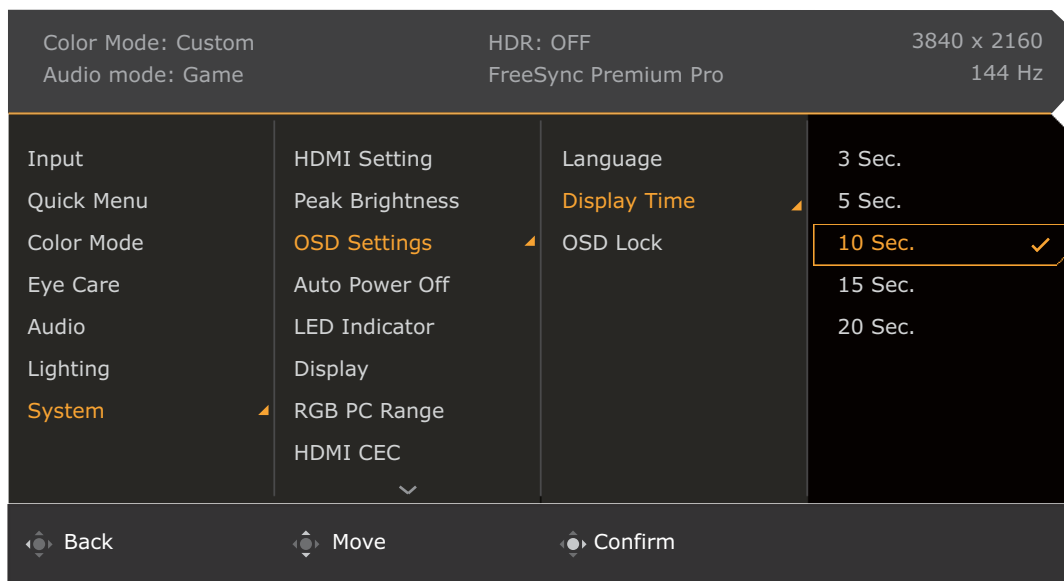 Color Mode: Custom
Audio mode: Game
HDR: OFF
FreeSync Premium Pro
3840 x 2160
144 Hz
Input
Quick Menu
Color Mode
Eye Care
Audio
Lighting
System
HDMI Setting
Peak Brightness
OSD Settings
Auto Power Off
LED Indicator
Display
RGB PC Range
HDMI CEC
Language
Display Time
OSD Lock
3 Sec.
5 Sec.
10 Sec.
15 Sec.
20 Sec.
Back
Move
Confirm